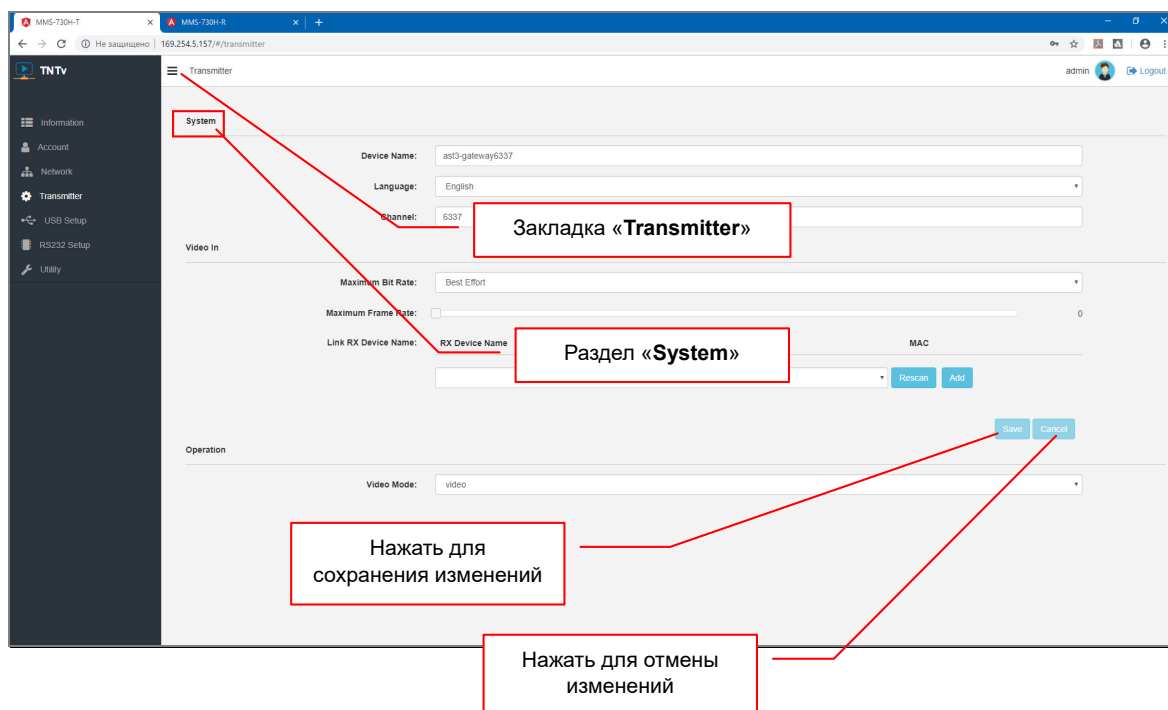 MMS-730H-T
MMS-730H-R
Не защищено | 169.254.5.157/#/transmitter
TNTv
Transmitter
admin
Logout
Information
Account
Network
Transmitter
USB Setup
RS232 Setup
Utility
System
Device Name: ast3-gateway6337
Language: English
Channel: 6337
Закладка «Transmitter»
Video In
Maximum Bit Rate: Best Effort
Maximum Frame Rate: 0
Link RX Device Name: RX Device Name MAC
Раздел «System»
Rescan Add
Save Cancel
Operation
Video Mode: video
Нажать для
сохранения изменений
Нажать для отмены
изменений